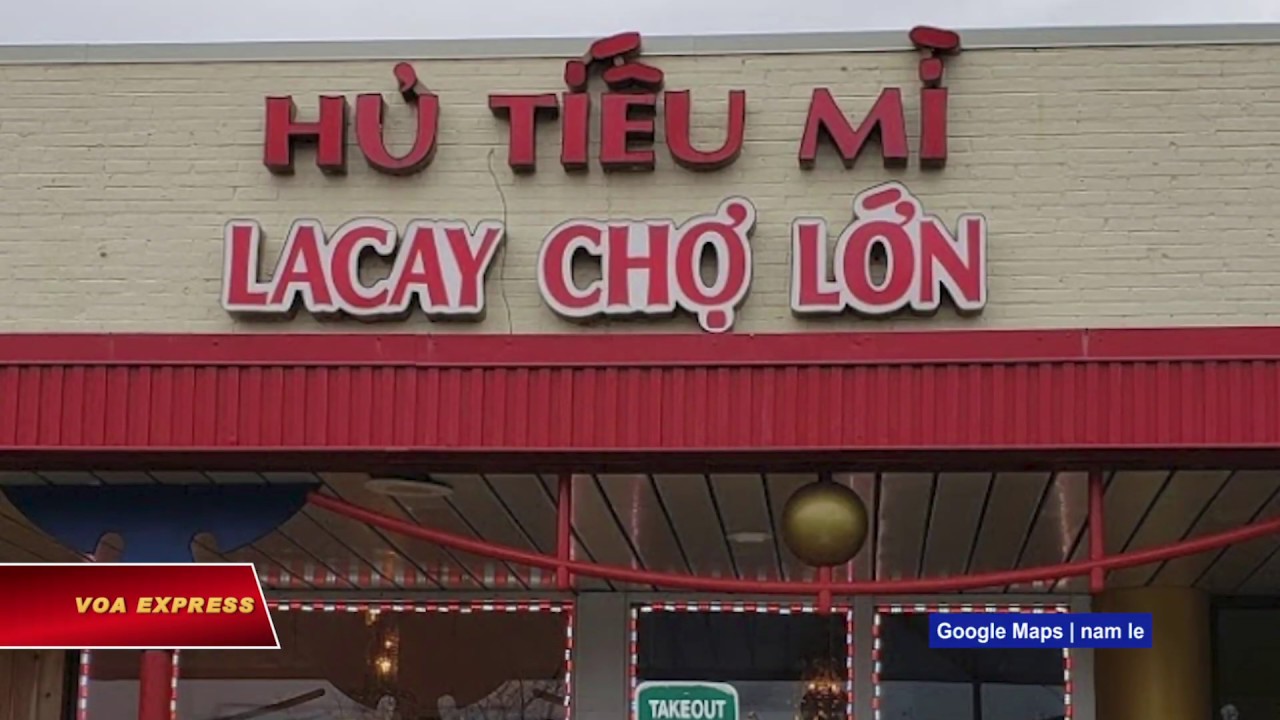 HỦ TIẾU MÌ
LACAY CHỢ LỚN
VOA EXPRESS
Google Maps | nam le
TAKEOUT